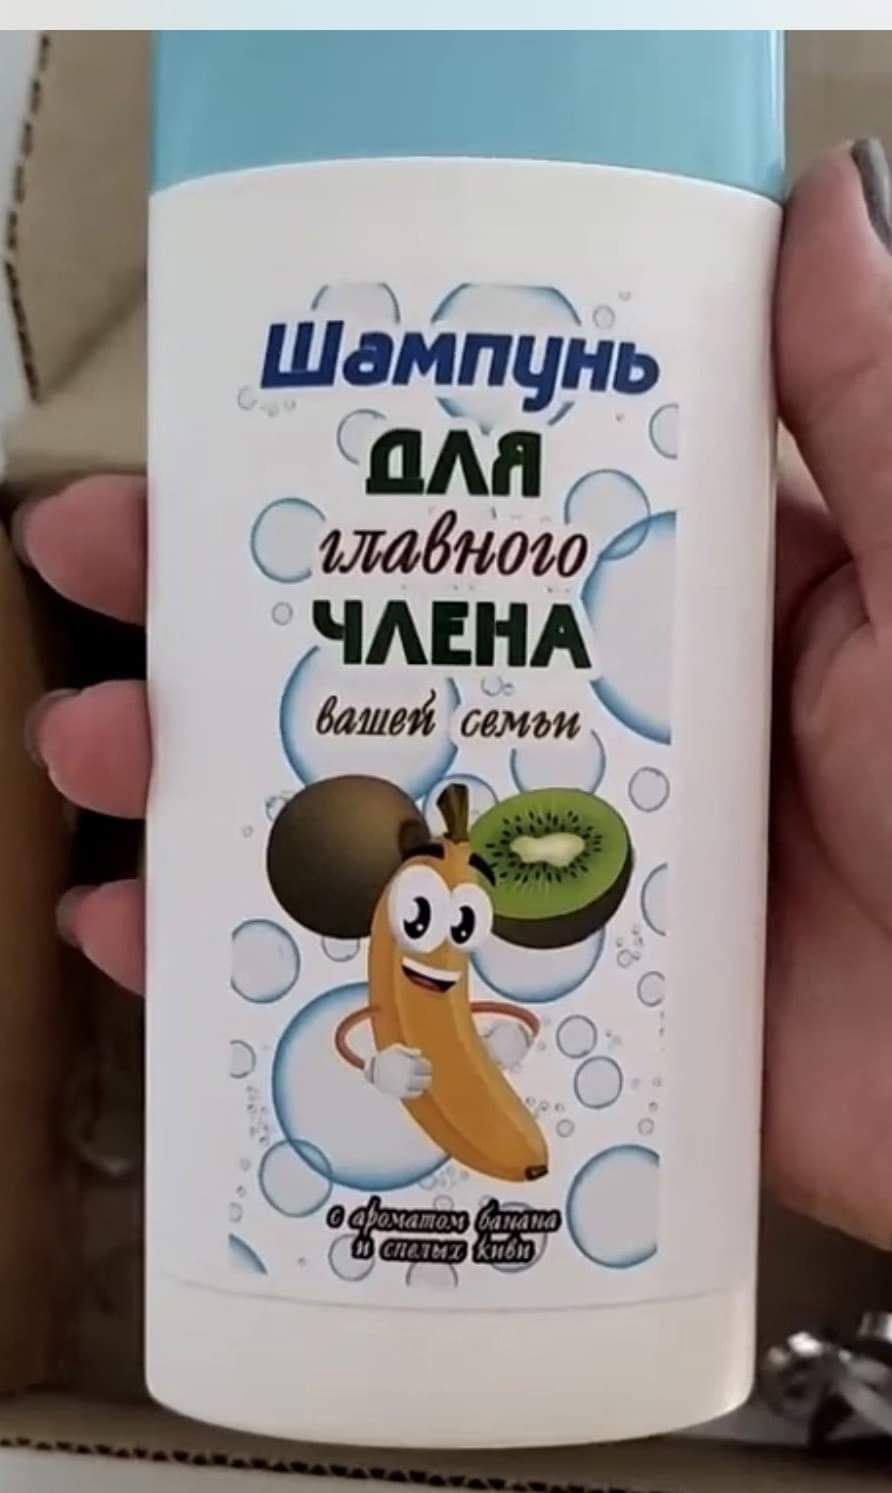 Шампунь
ДЛЯ
главного
ЧЛЕНА
вашей семьи
с ароматом банана
и спелых киви